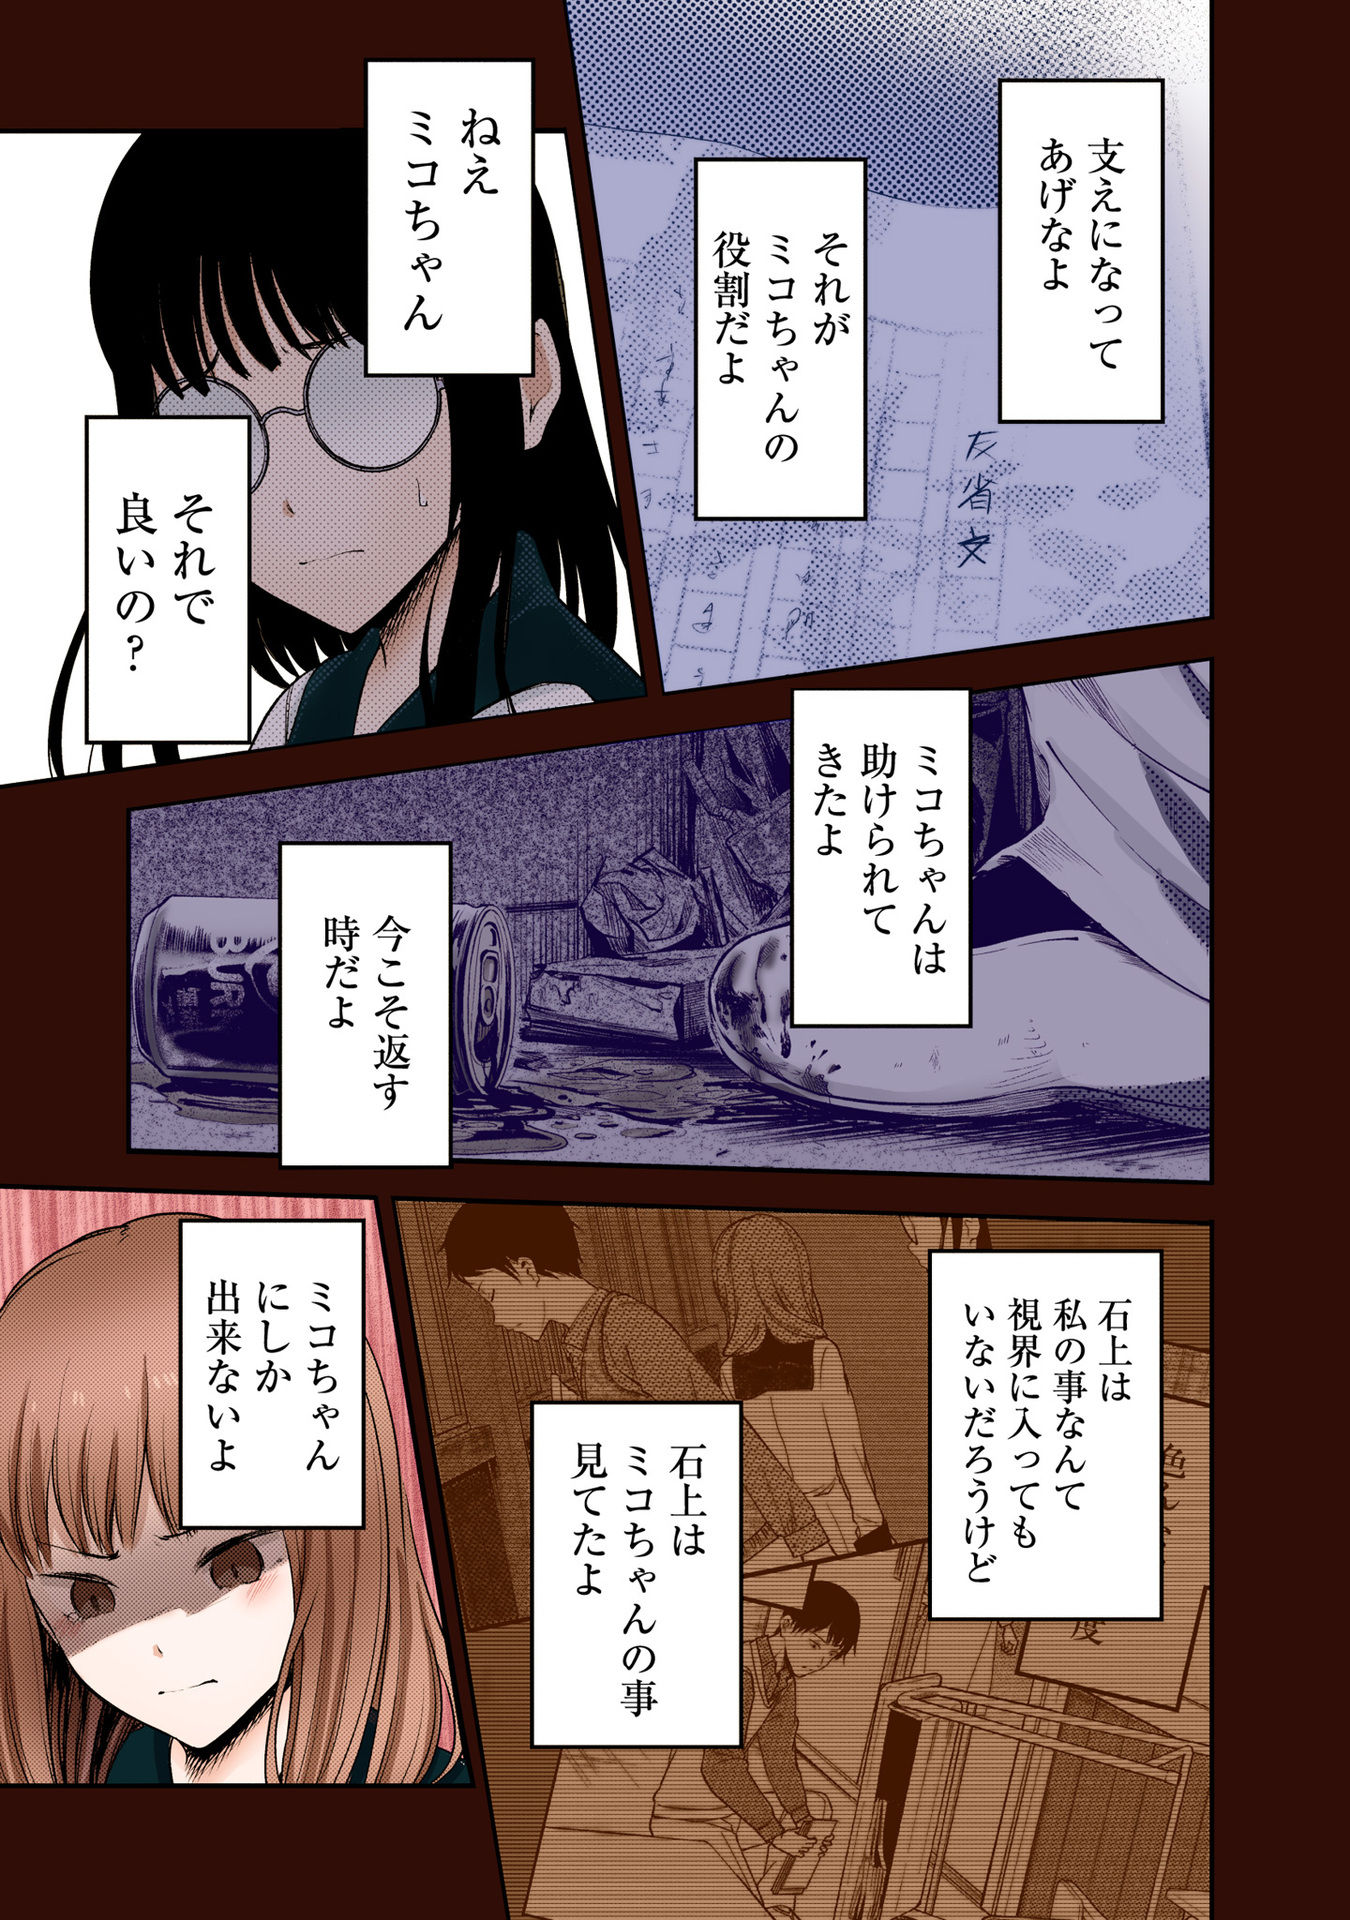 支えになって
あげなよ
それが
ミコちゃんの
役割だよ
反省文
ねえ
ミコちゃん
それで
良いの？
ミコちゃんは
助けられて
きたよ
今こそ返す
時だよ
石上は
私の事なんて
視界に入っても
いないだろうけど
石上は
ミコちゃんの事
見てたよ
ミコちゃん
にしか
出来ないよ